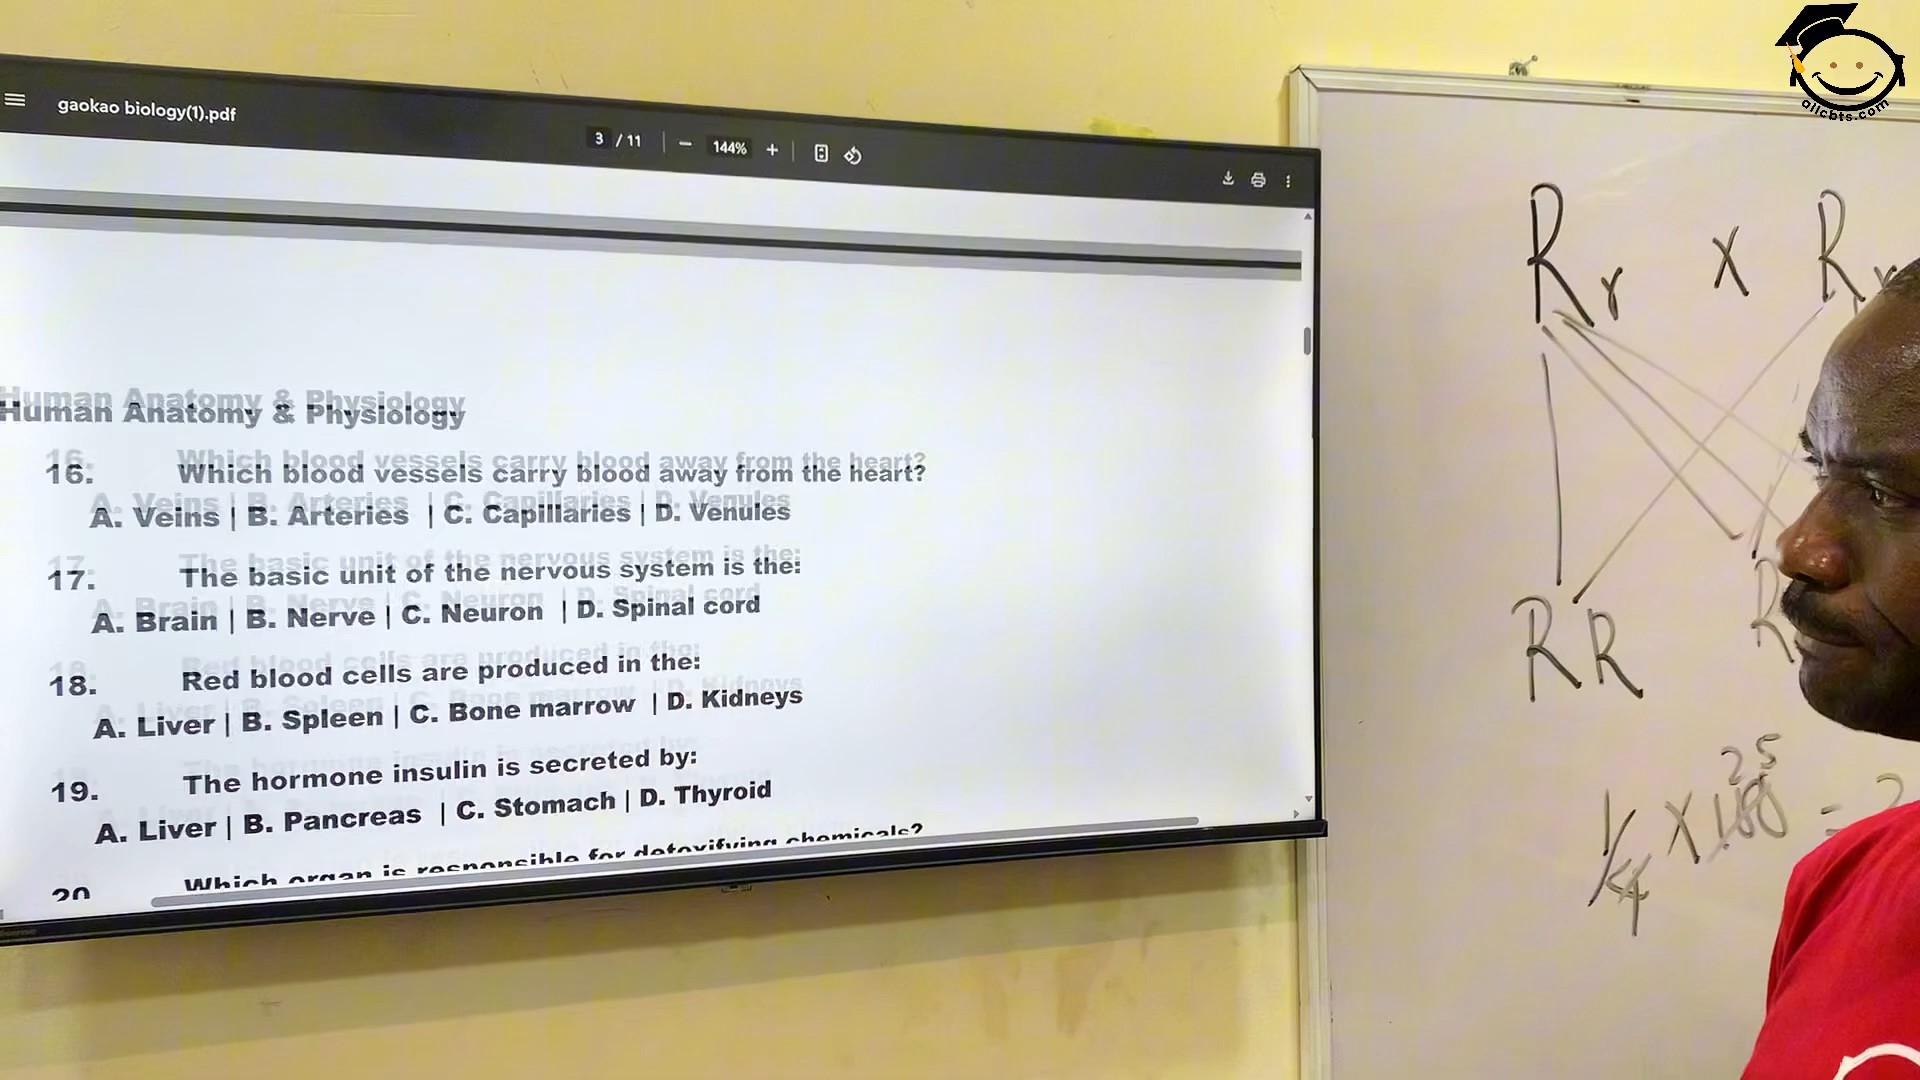 gaokao biology(1).pdf
3 / 11
144%
Human Anatomy & Physiology
16. Which blood vessels carry blood away from the heart?
A. Veins | B. Arteries | C. Capillaries | D. Venules
17. The basic unit of the nervous system is the:
A. Brain | B. Nerve | C. Neuron | D. Spinal cord
18. Red blood cells are produced in the:
A. Liver | B. Spleen | C. Bone marrow | D. Kidneys
19. The hormone insulin is secreted by:
A. Liver | B. Pancreas | C. Stomach | D. Thyroid
20 Which organ is responsible for detoxifying chemicals?
allcbts.com
Rr x Rr
RR R
25
1/4 x 100 = 2